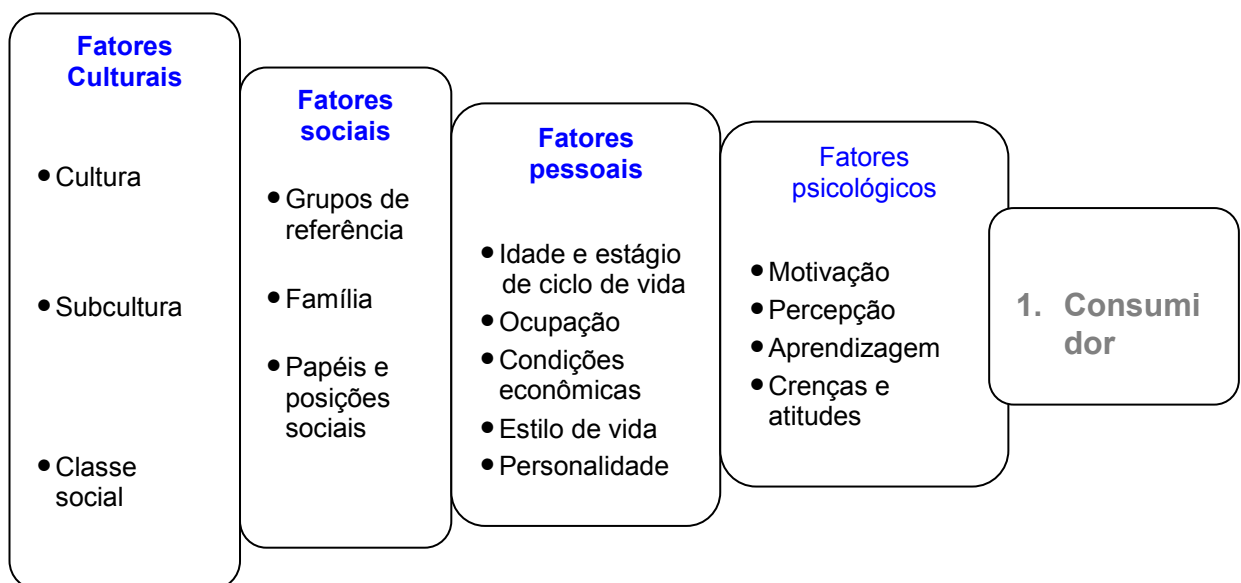 Fatores
Culturais
• Cultura
• Subcultura
• Classe
social
Fatores
sociais
• Grupos de
referência
• Família
• Papéis e
posições
sociais
Fatores
pessoais
• Idade e estágio
de ciclo de vida
• Ocupação
• Condições
econômicas
• Estilo de vida
• Personalidade
Fatores
psicológicos
• Motivação
• Percepção
• Aprendizagem
• Crenças e
atitudes
1. Consumi
dor